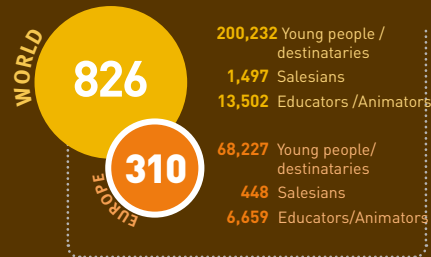 WORLD
826
200,232 Young people /
destinataries
1,497 Salesians
13,502 Educators /Animators
310
EUROPE
68,227 Young people/
destinataries
448 Salesians
6,659 Educators/Animators